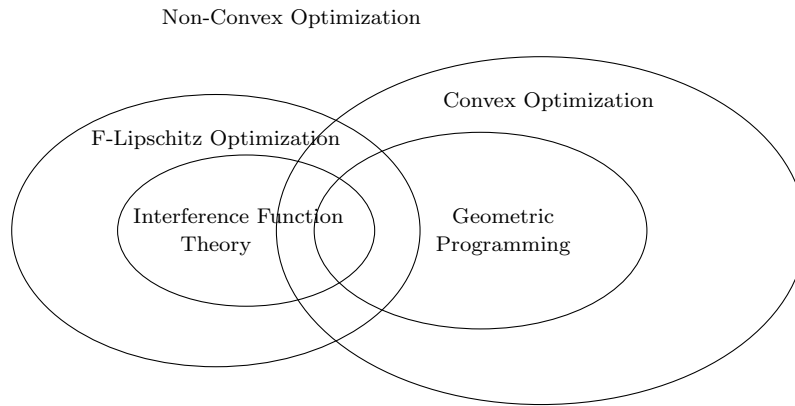 Non-Convex Optimization
Convex Optimization
F-Lipschitz Optimization
Interference Function
Theory
Geometric
Programming